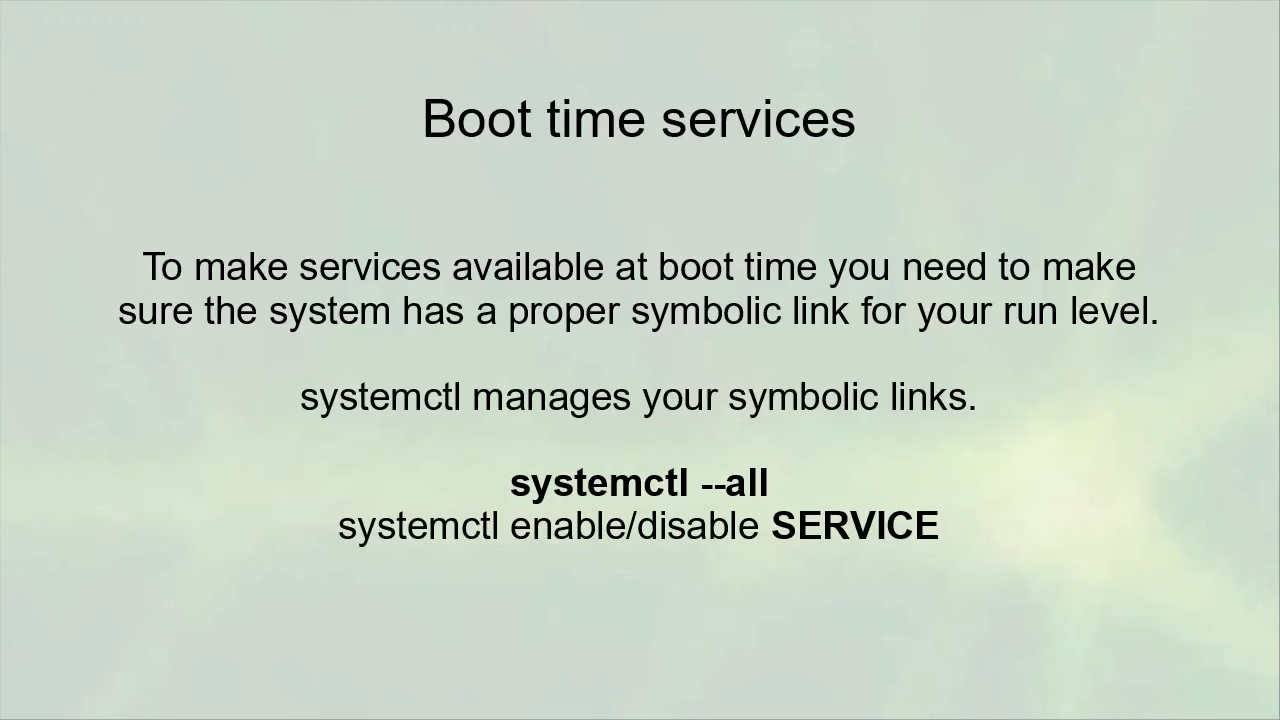 Boot time services
To make services available at boot time you need to make
sure the system has a proper symbolic link for your run level.
systemctl manages your symbolic links.
systemctl --all
systemctl enable/disable SERVICE